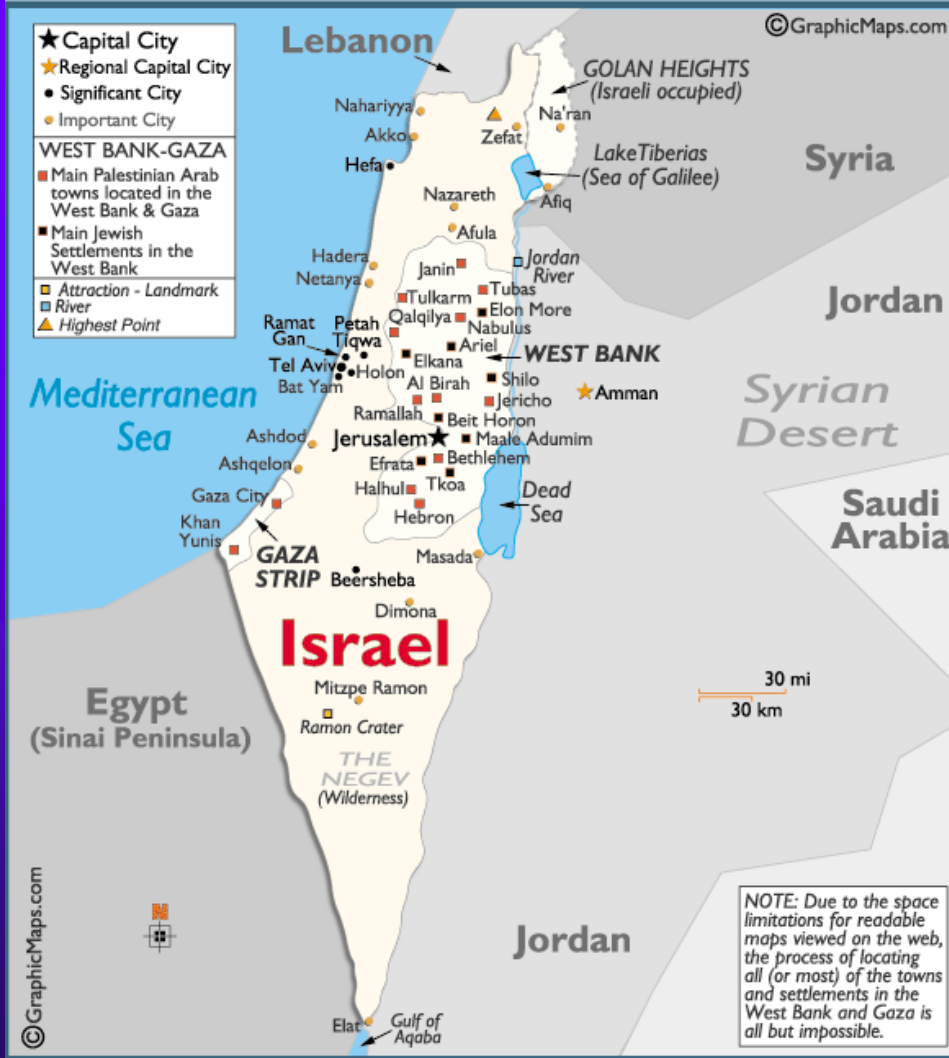 ©GraphicMaps.com
Capital City
Regional Capital City
Significant City
Important City
WEST BANK-GAZA
Main Palestinian Arab
towns located in the
West Bank & Gaza
Main Jewish
Settlements in the
West Bank
Attraction - Landmark
River
Highest Point
Lebanon
GOLAN HEIGHTS
(Israeli occupied)
Nahariyya
Na'ran
Akko
Zefat
Hefa
Lake Tiberias
(Sea of Galilee)
Syria
Nazareth
Afiq
Afula
Hadera
Janin
Jordan
River
Netanya
Tubas
Tulkarm
Elon More
Jordan
Qalqilya
Nabulus
Ramat
Gan
Petah
Tiqwa
Ariel
WEST BANK
Elkana
Tel Aviv
Holon
Shilo
Bat Yam
Al Birah
Jericho
Amman
Mediterranean
Sea
Syrian
Desert
Ramallah
Beit Horon
Ashdod
Jerusalem
Maale Adumim
Ashqelon
Efrata
Bethlehem
Tkoa
Gaza City
Halhul
Dead
Sea
Saudi
Arabia
Khan
Yunis
Hebron
GAZA
STRIP
Masada
Beersheba
Dimona
Israel
30 mi
30 km
Egypt
(Sinai Peninsula)
Mitzpe Ramon
Ramon Crater
THE
NEGEV
(Wilderness)
©GraphicMaps.com
N
Jordan
NOTE: Due to the space
limitations for readable
maps viewed on the web,
the process of locating
all (or most) of the towns
and settlements in the
West Bank and Gaza is
all but impossible.
Elat
Gulf of
Aqaba